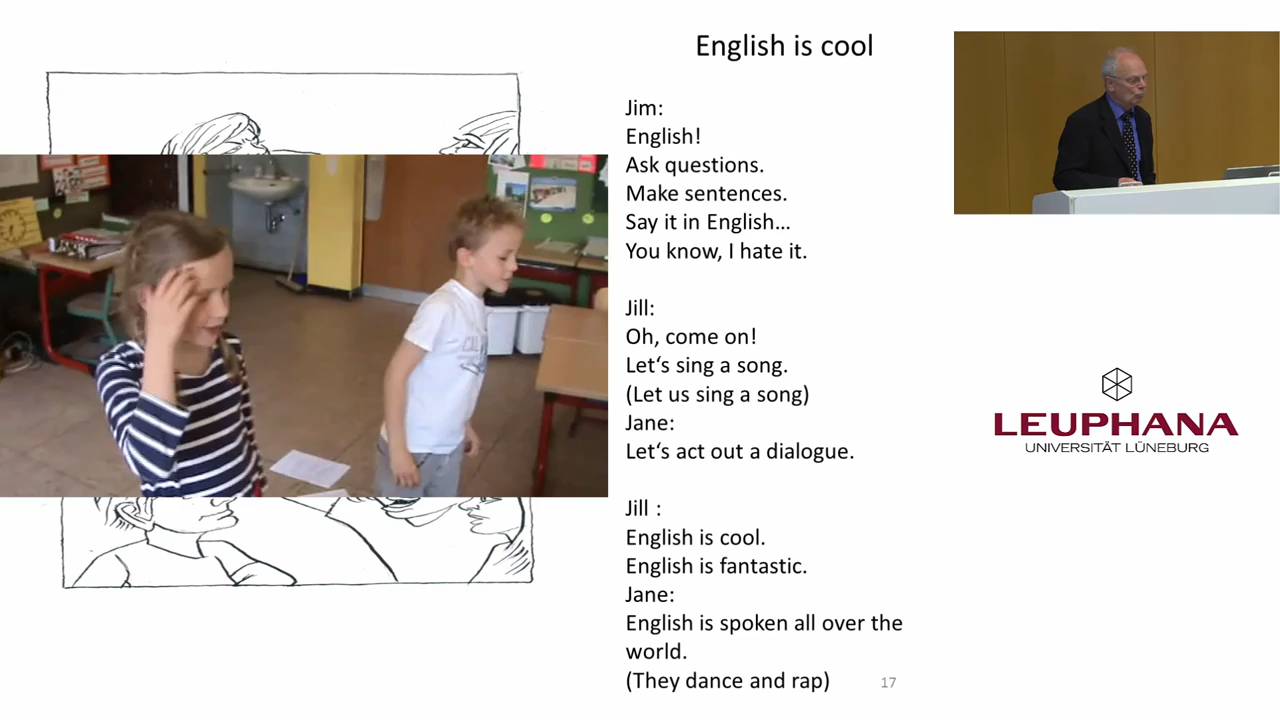 English is cool
Jim:
English!
Ask questions.
Make sentences.
Say it in English…
You know, I hate it.
Jill:
Oh, come on!
Let‘s sing a song.
(Let us sing a song)
Jane:
Let‘s act out a dialogue.
Jill :
English is cool.
English is fantastic.
Jane:
English is spoken all over the
world.
(They dance and rap)
17
LEUPHANA
UNIVERSITÄT LÜNEBURG